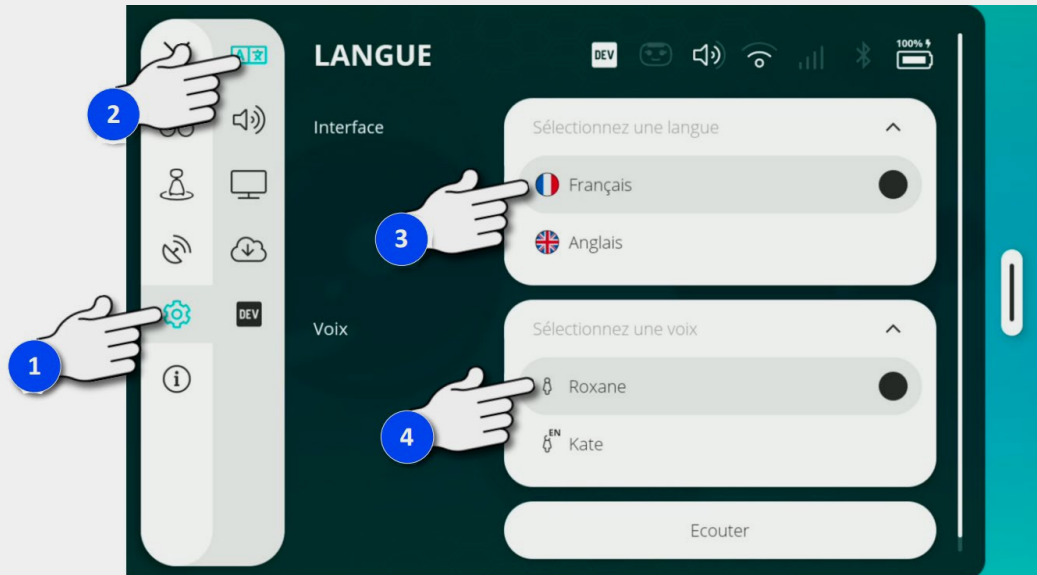 2
A 文
LANGUE
DEV
100%
Interface
Sélectionnez une langue
Français
3
Anglais
DEV
1
Voix
Sélectionnez une voix
Roxane
4
EN
Kate
Ecouter